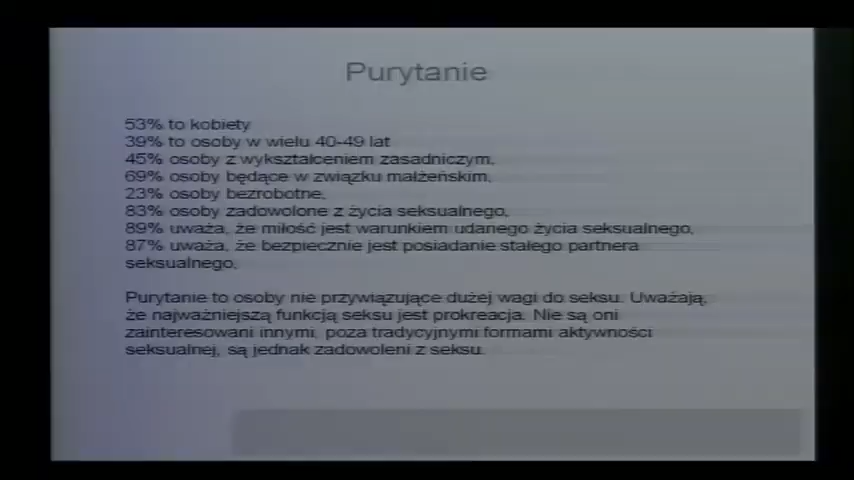 Purytanie
53% to kobiety
39% to osoby w wielu 40-49 lat
45% osoby z wykształceniem zasadniczym,
69% osoby będące w związku małżeńskim,
23% osoby bezrobotne,
83% osoby zadowolone z życia seksualnego,
89% uważa, że miłość jest warunkiem udanego życia seksualnego,
87% uważa, że bezpiecznie jest posiadanie stałego partnera
seksualnego,
Purytanie to osoby nie przywiązujące dużej wagi do seksu. Uważają,
że najważniejszą funkcją seksu jest prokreacja. Nie są oni
zainteresowani innymi, poza tradycyjnymi formami aktywności
seksualnej, są jednak zadowoleni z seksu.